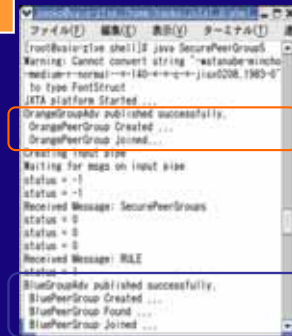 ファイル(F) 編集(E) 表示(V) ターミナル(T)
[root@vaio-zlve shell]# java SecurePeerGroupS
Warning: Cannot convert string "-watanabe-mincho
-medium-r-normal--*-140-*-*-c-*-jisx0208.1983-0"
to type FontStruct
JXTA platform Started ...
OrangeGroupAdv published successfully.
OrangePeerGroup Created ...
OrangePeerGroup Joined...
Creating input pipe
Waiting for msgs on input pipe
status = -1
status = -1
Received Message: SecurePeerGroups
status = 0
status = 0
status = 0
Received Message: RULE
BlueGroupAdv published successfully.
BluePeerGroup Created ...
BluePeerGroup Found ...
BluePeerGroup Joined ...